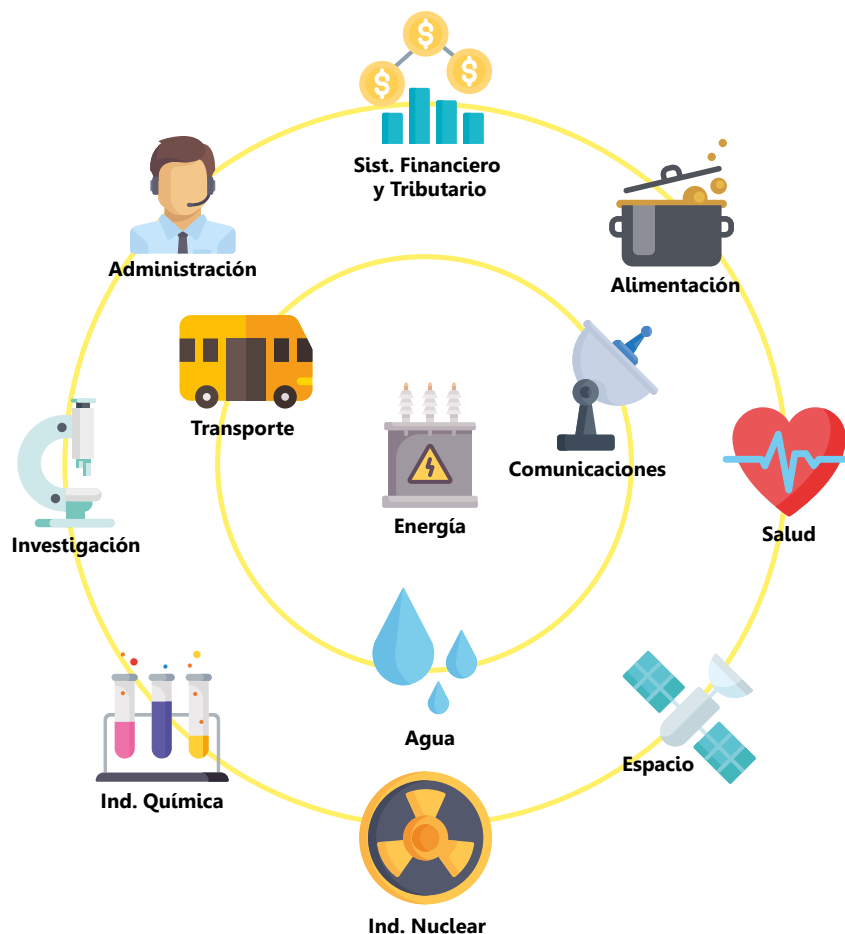 Sist. Financiero
y Tributario
Administración
Alimentación
Transporte
Comunicaciones
Energía
Investigación
Salud
Agua
Espacio
Ind. Química
Ind. Nuclear